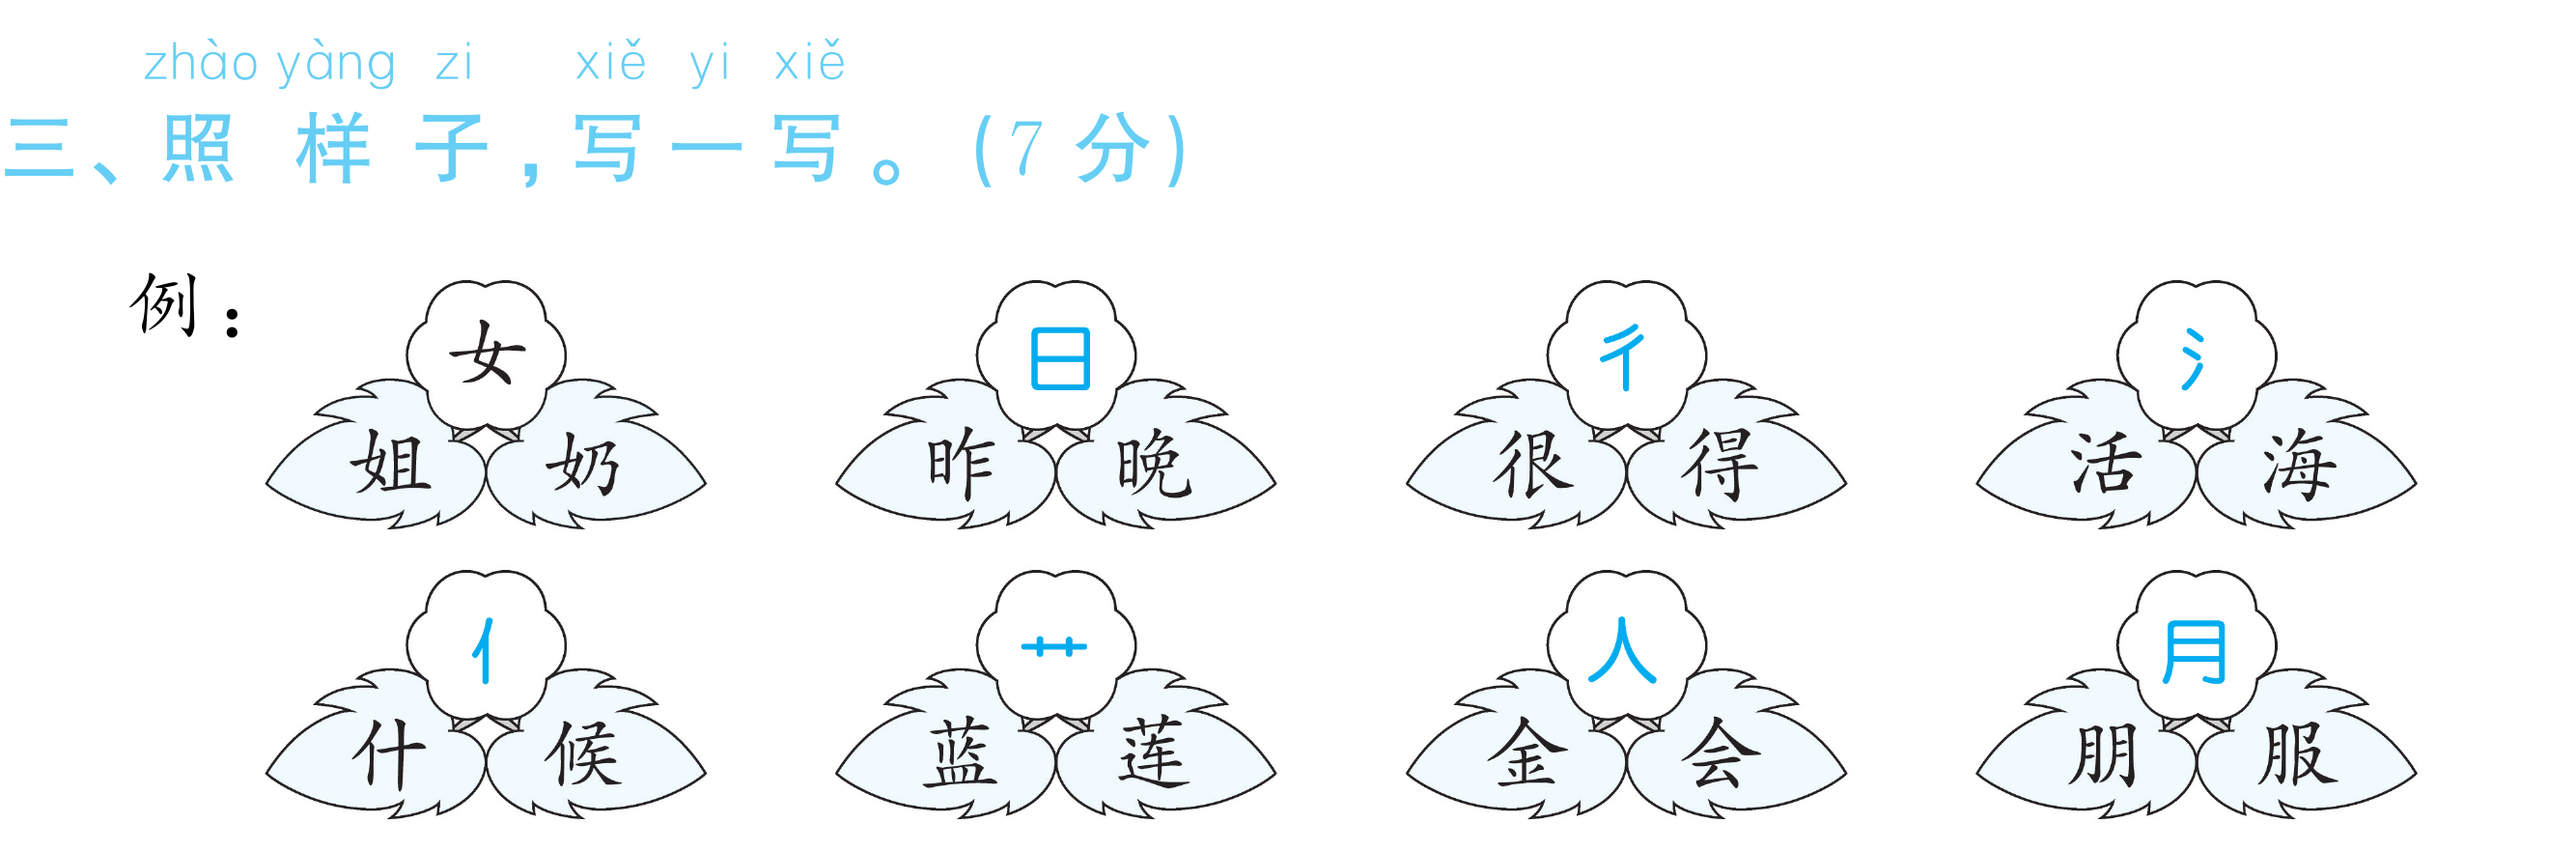 zhào yàng zi xiě yi xiě
三、照样子,写一写。(7分)
例:
女 日 彳 氵
姐 奶 昨 晚 很 得 活 海
亻 艹 人 月
什 候 蓝 莲 金 会 朋 服